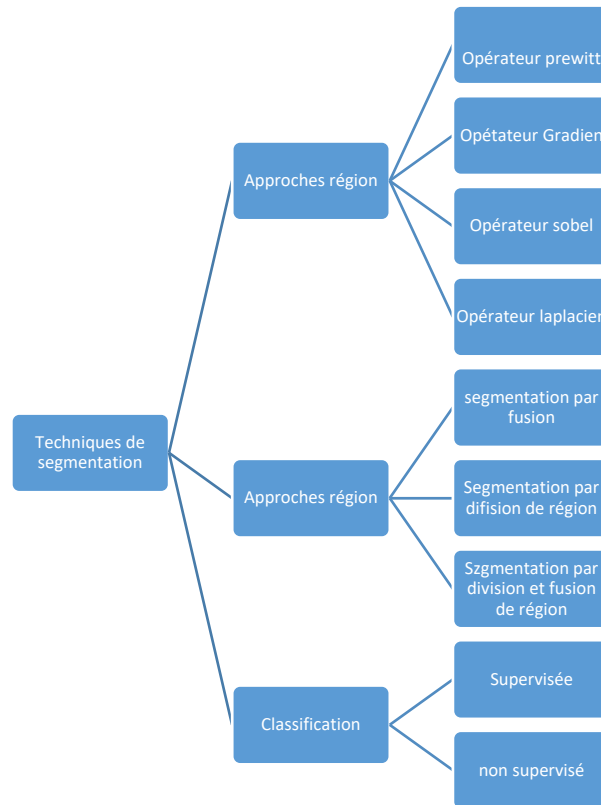 Techniques de
segmentation
Approches région
Opérateur prewitt
Opétateur Gradien
Opérateur sobel
Opérateur laplacier
Approches région
segmentation par
fusion
Segmentation par
difision de région
Szgmentation par
division et fusion
de région
Classification
Supervisée
non supervisé